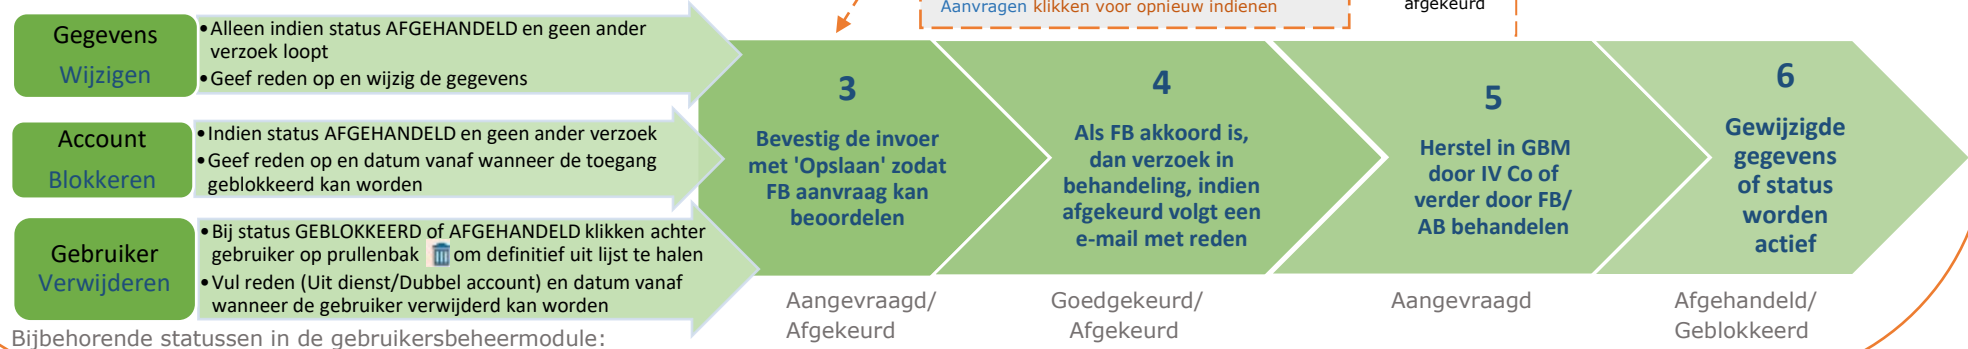 Aanvragen klikken voor opnieuw indienen
afgekeurd
Gegevens
Wijzigen
•Alleen indien status AFGEHANDELD en geen ander
verzoek loopt
•Geef reden op en wijzig de gegevens
Account
Blokkeren
•Indien status AFGEHANDELD en geen ander verzoek
•Geef reden op en datum vanaf wanneer de toegang
geblokkeerd kan worden
Gebruiker
Verwijderen
•Bij status GEBLOKKEERD of AFGEHANDELD klikken achter
gebruiker op prullenbak om definitief uit lijst te halen
•Vul reden (Uit dienst/Dubbel account) en datum vanaf
wanneer de gebruiker verwijderd kan worden
3
Bevestig de invoer
met 'Opslaan' zodat
FB aanvraag kan
beoordelen
4
Als FB akkoord is,
dan verzoek in
behandeling, indien
afgekeurd volgt een
e-mail met reden
5
Herstel in GBM
door IV Co of
verder door FB/
AB behandelen
6
Gewijzigde
gegevens
of status
worden
actief
Aangevraagd/
Afgekeurd
Goedgekeurd/
Afgekeurd
Aangevraagd
Afgehandeld/
Geblokkeerd
Bijbehorende statussen in de gebruikersbeheermodule: